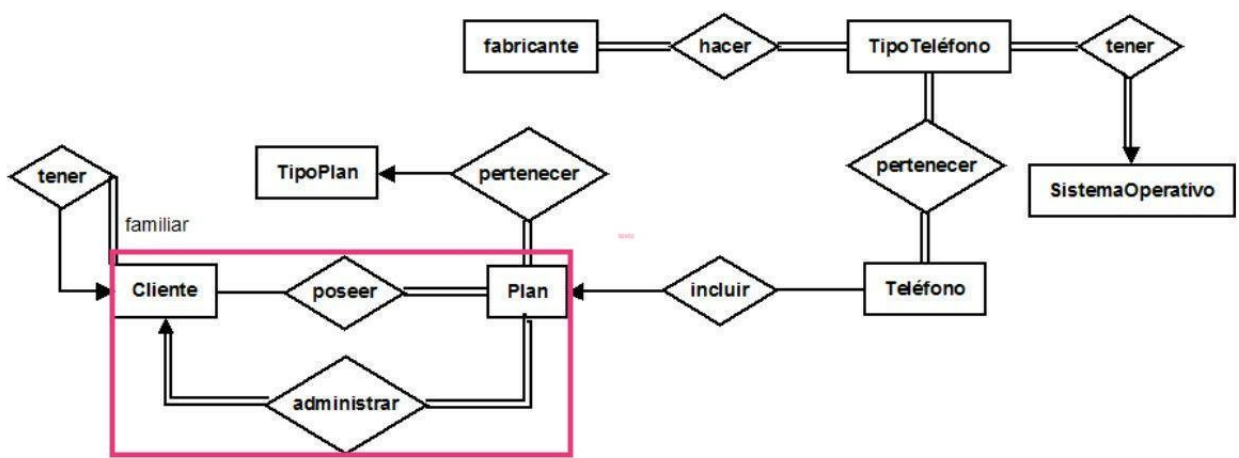 fabricante
hacer
TipoTeléfono
tener
TipoPlan
pertenecer
pertenecer
tener
SistemaOperativo
familiar
Cliente
poseer
Plan
incluir
Teléfono
administrar